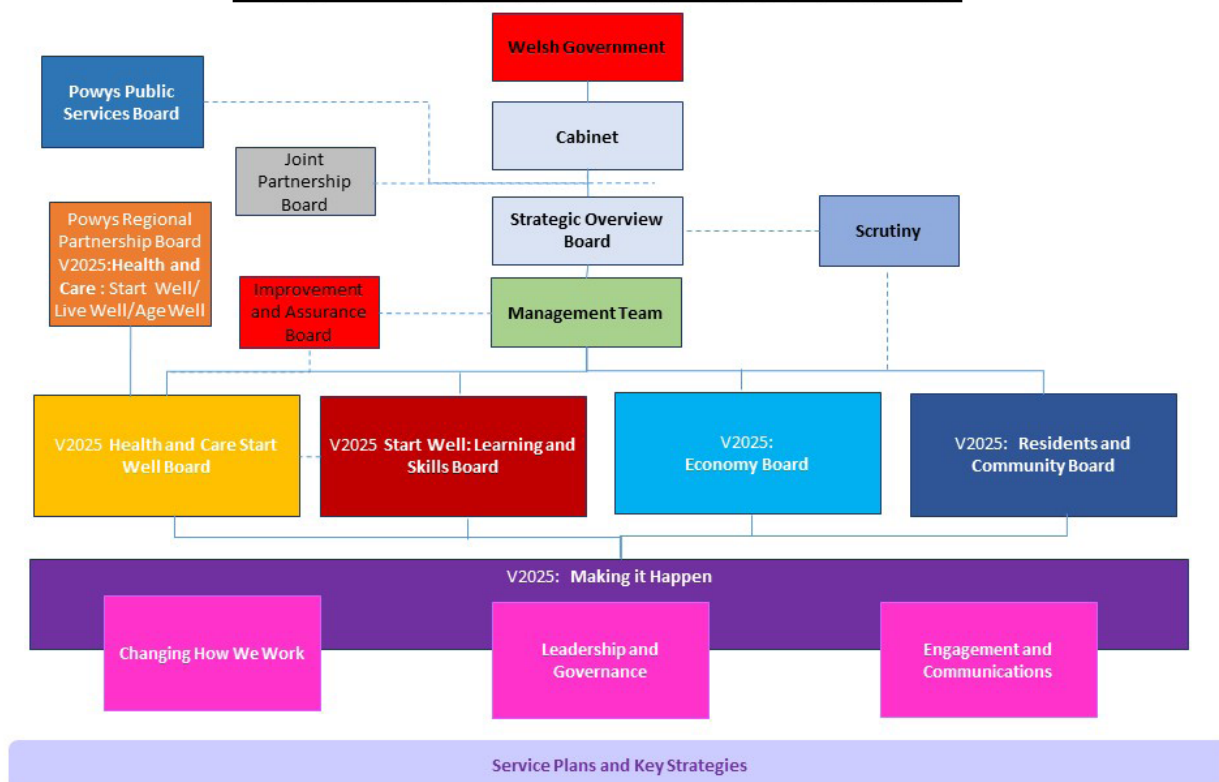 Welsh Government
Powys Public
Services Board
Cabinet
Joint
Partnership
Board
Powys Regional
Partnership Board
V2025:Health and
Care : Start Well/
Live Well/Age Well
Strategic Overview
Board
Scrutiny
Improvement
and Assurance
Board
Management Team
V2025 Health and Care Start
Well Board
V2025 Start Well: Learning and
Skills Board
V2025:
Economy Board
V2025: Residents and
Community Board
V2025: Making it Happen
Changing How We Work
Leadership and
Governance
Engagement and
Communications
Service Plans and Key Strategies